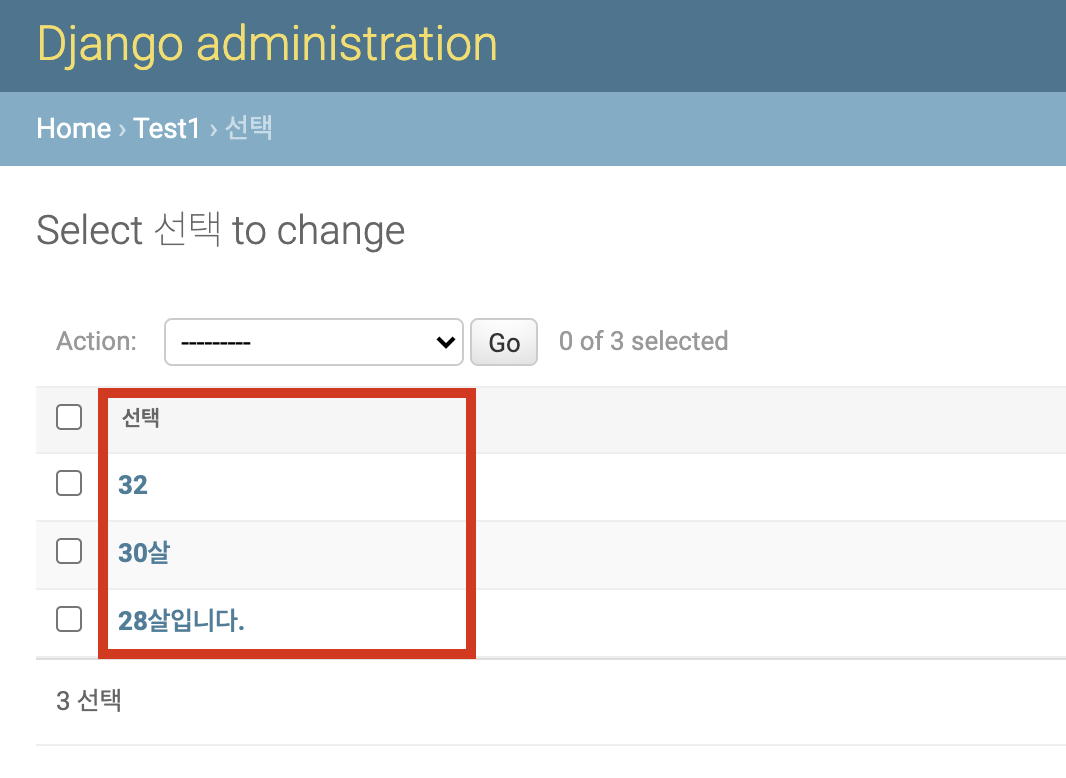 Django administration
Home › Test1 › 선택
Select 선택 to change
Action: --------- Go 0 of 3 selected
선택
32
30살
28살입니다.
3 선택